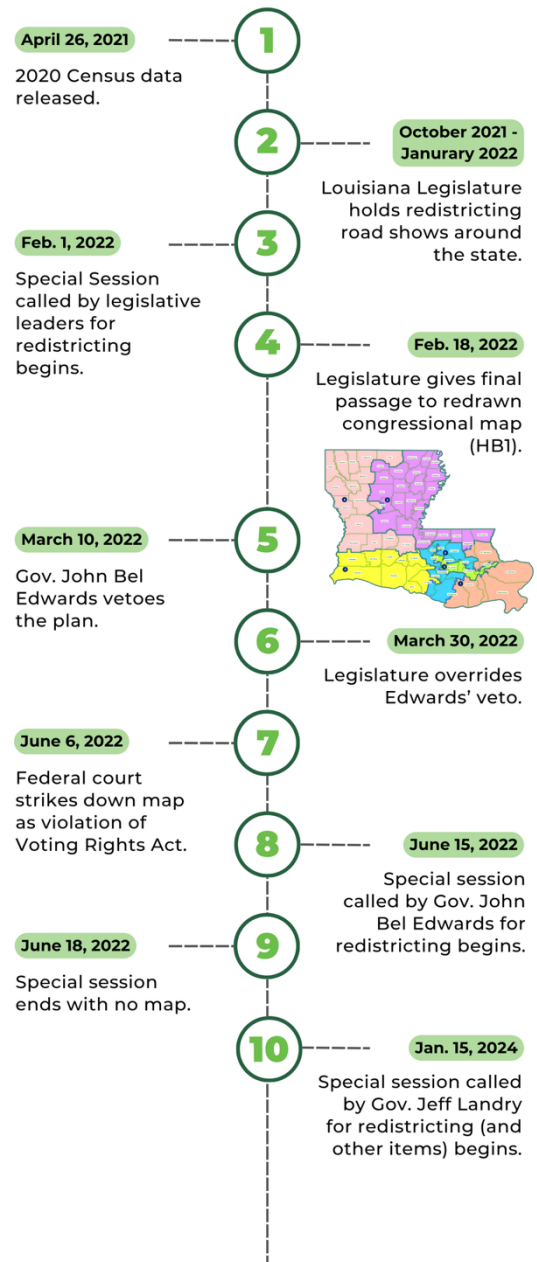 1
April 26, 2021
2020 Census data
released.
2
October 2021 -
Janurary 2022
Louisiana Legislature
holds redistricting
road shows around
the state.
3
Feb. 1, 2022
Special Session
called by legislative
leaders for
redistricting
begins.
4
Feb. 18, 2022
Legislature gives final
passage to redrawn
congressional map
(HB1).
5
March 10, 2022
Gov. John Bel
Edwards vetoes
the plan.
6
March 30, 2022
Legislature overrides
Edwards’ veto.
7
June 6, 2022
Federal court
strikes down map
as violation of
Voting Rights Act.
8
June 15, 2022
Special session
called by Gov. John
Bel Edwards for
redistricting begins.
9
June 18, 2022
Special session
ends with no map.
10
Jan. 15, 2024
Special session called
by Gov. Jeff Landry
for redistricting (and
other items) begins.